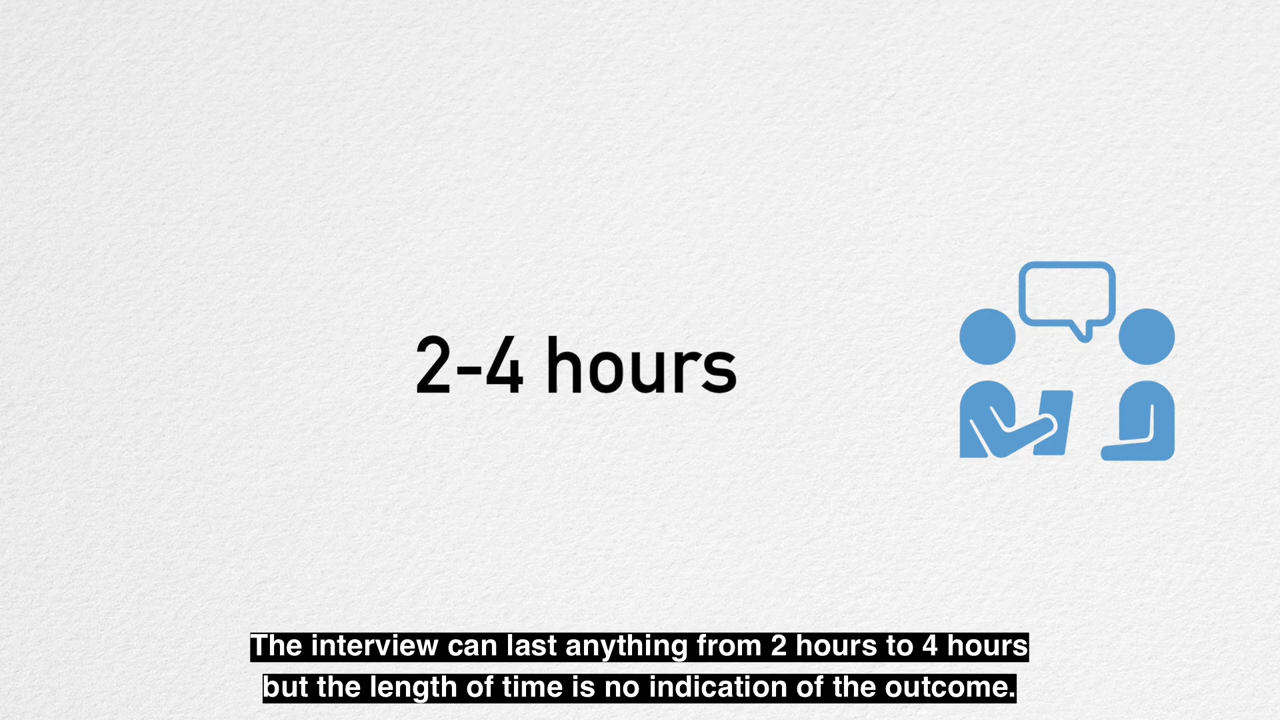 2-4 hours
The interview can last anything from 2 hours to 4 hours
but the length of time is no indication of the outcome.